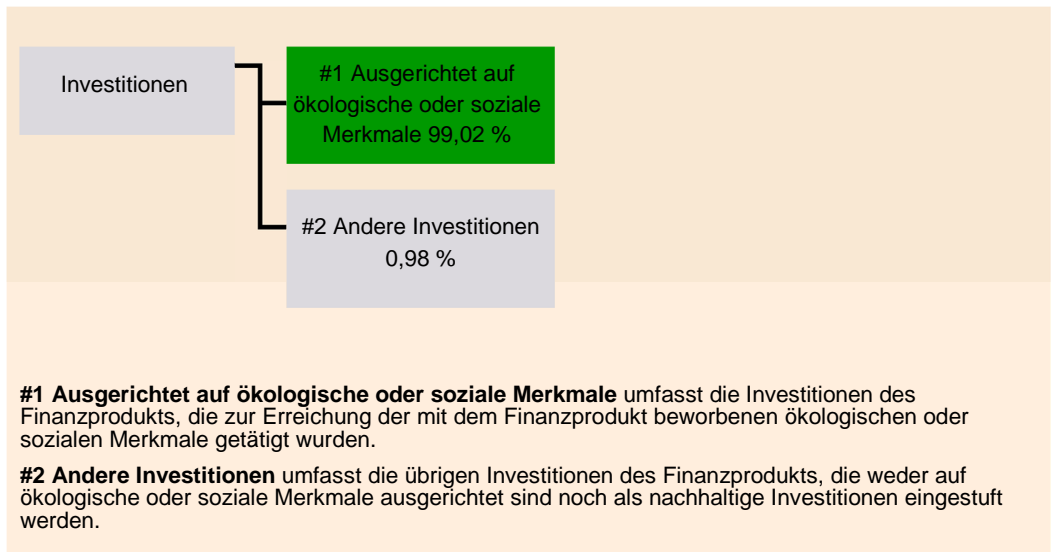 Investitionen
#1 Ausgerichtet auf
ökologische oder soziale
Merkmale 99,02 %
#2 Andere Investitionen
0,98 %
#1 Ausgerichtet auf ökologische oder soziale Merkmale umfasst die Investitionen des
Finanzprodukts, die zur Erreichung der mit dem Finanzprodukt beworbenen ökologischen oder
sozialen Merkmale getätigt wurden.
#2 Andere Investitionen umfasst die übrigen Investitionen des Finanzprodukts, die weder auf
ökologische oder soziale Merkmale ausgerichtet sind noch als nachhaltige Investitionen eingestuft
werden.